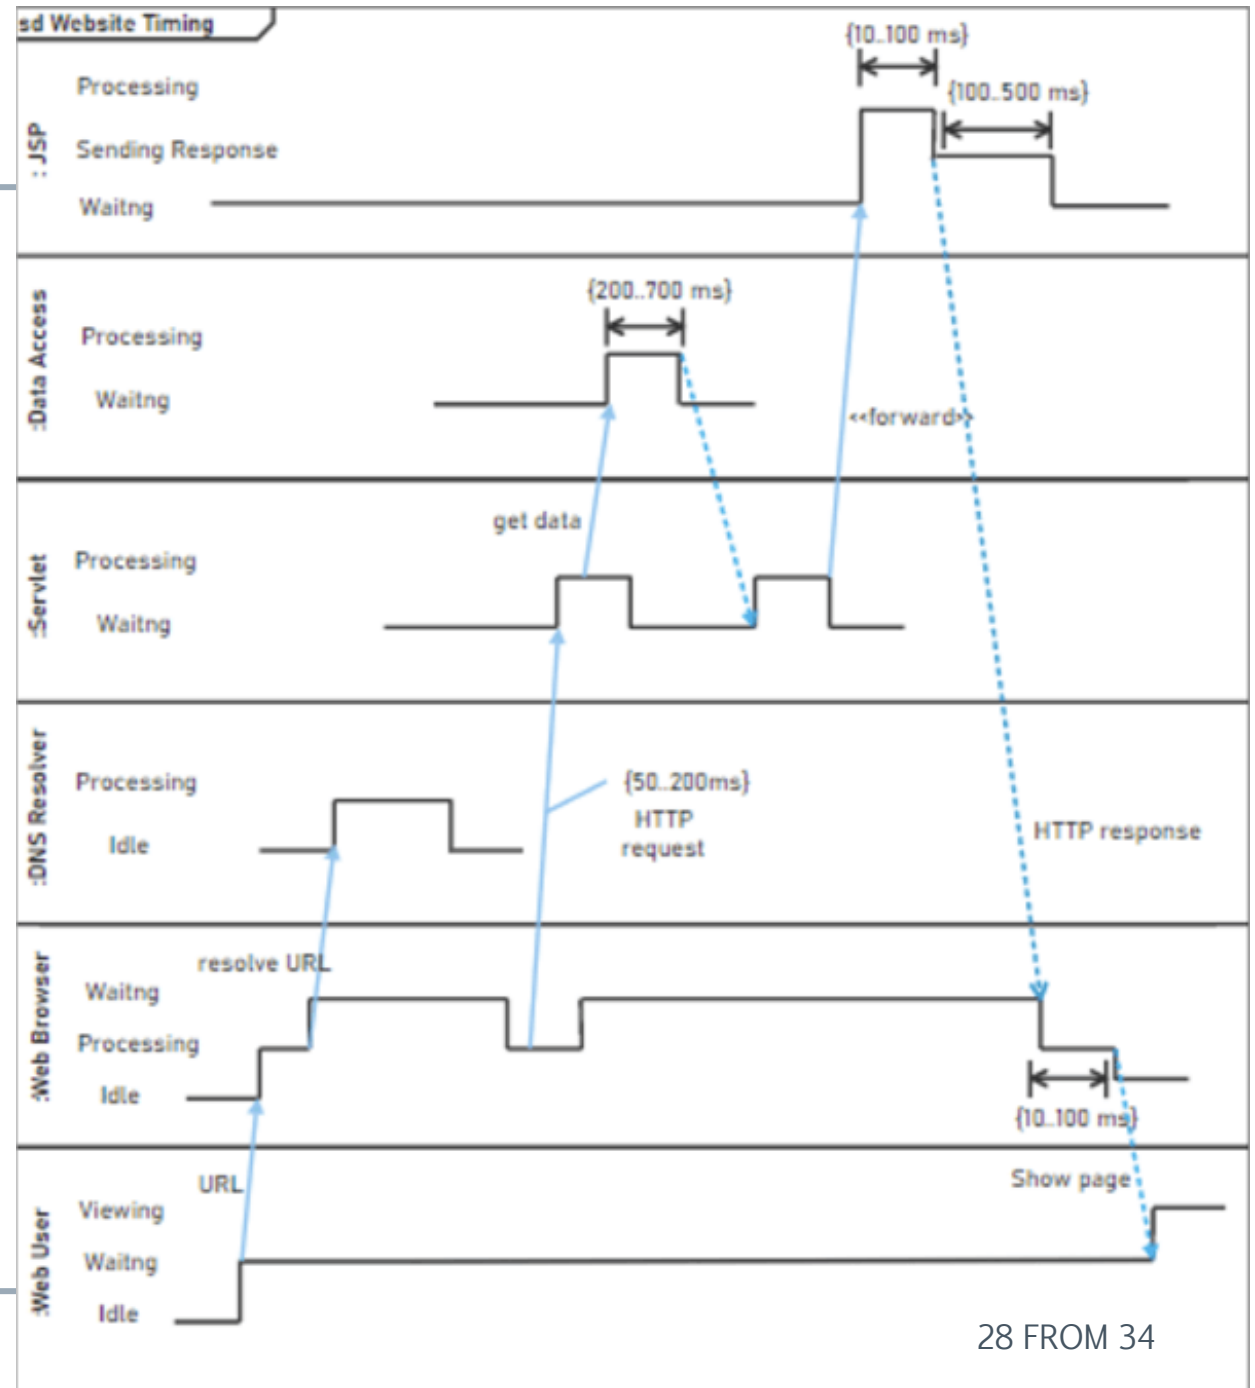 sd Website Timing
{10..100 ms}
{100..500 ms}
: JSP
Processing
Sending Response
Waitng
{200..700 ms}
:Data Access
Processing
Waitng
<<forward>>
get data
:Servlet
Processing
Waitng
:DNS Resolver
Processing
Idle
{50..200ms}
HTTP
request
HTTP response
:Web Browser
resolve URL
Waitng
Processing
Idle
{10..100 ms}
:Web User
URL
Show page
Viewing
Waitng
Idle
28 FROM 34